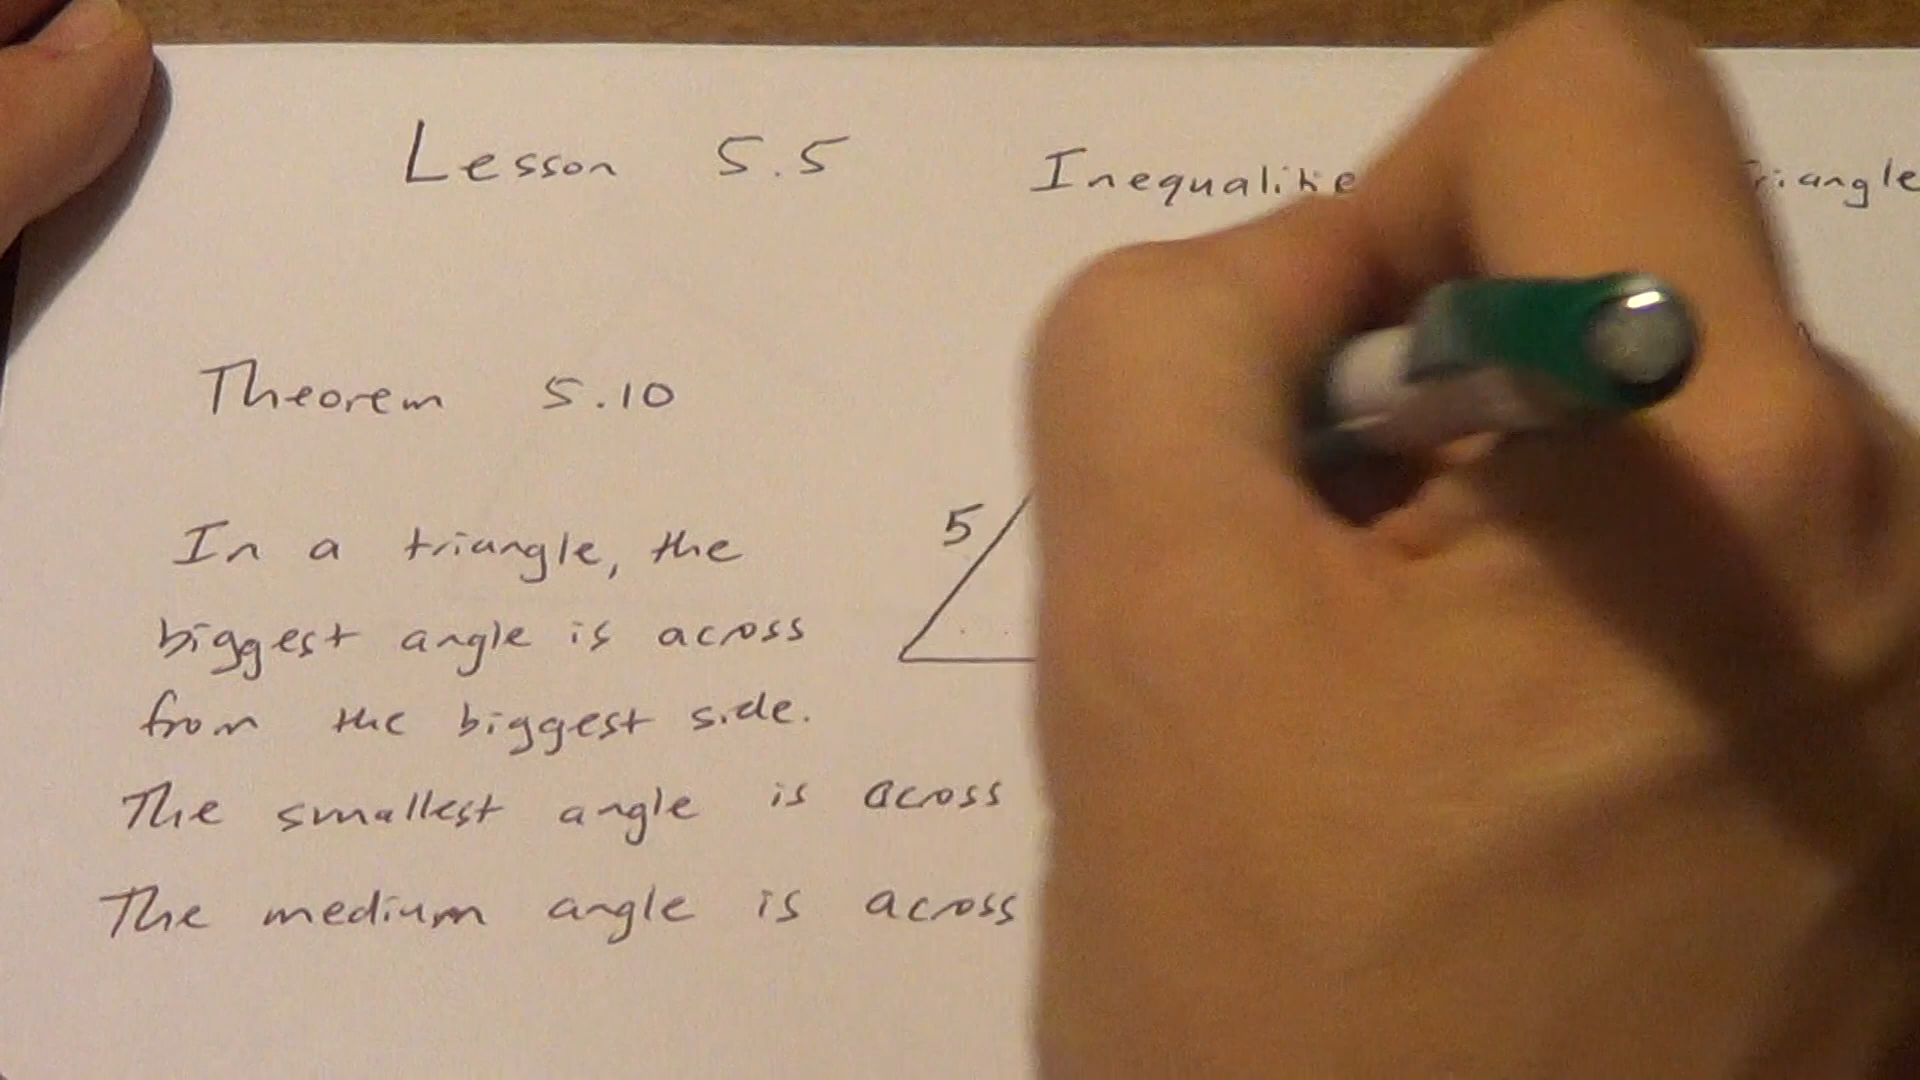 Lesson 5.5
Theorem 5.10
5
In a triangle, the
biggest angle is across
from the biggest side.
The smallest angle is across
The medium angle is across